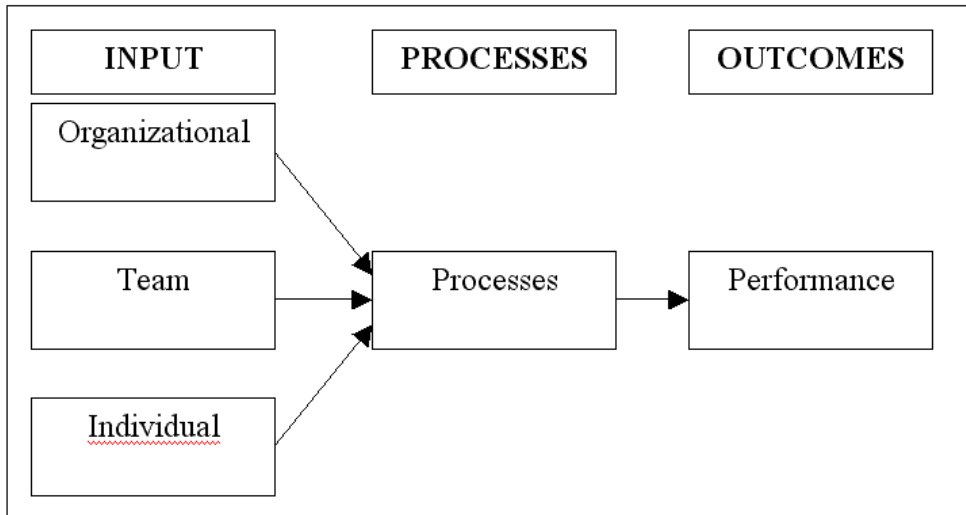 INPUT
PROCESSES
OUTCOMES
Organizational
Team
Processes
Performance
Individual